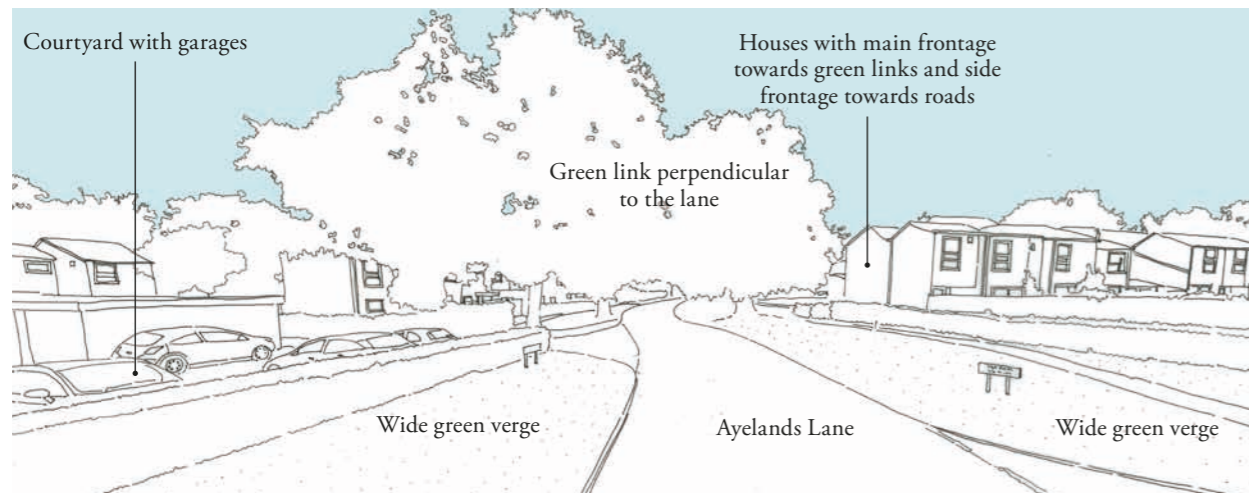 Courtyard with garages
Houses with main frontage
towards green links and side
frontage towards roads
Green link perpendicular
to the lane
Wide green verge
Ayelands Lane
Wide green verge